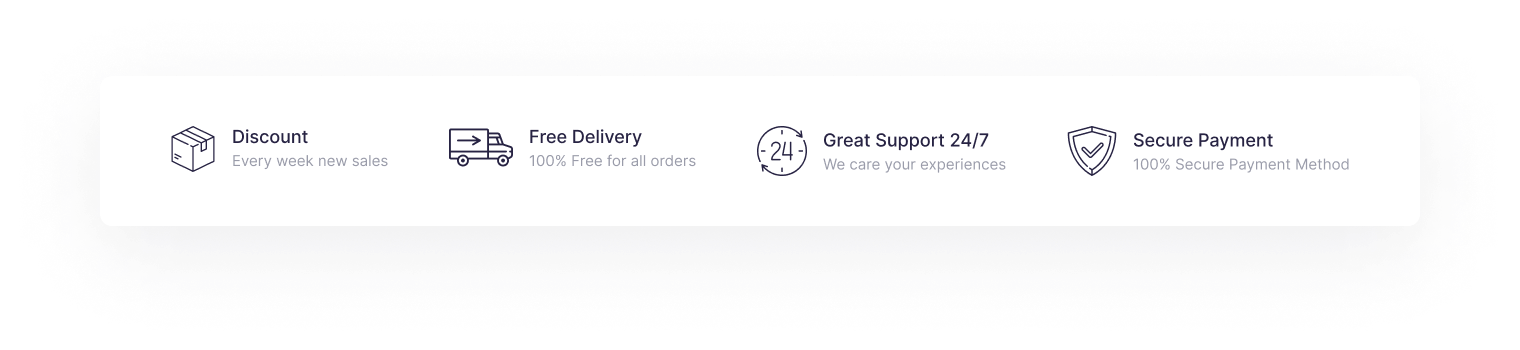 Discount
Every week new sales
Free Delivery
100% Free for all orders
24
Great Support 24/7
We care your experiences
Secure Payment
100% Secure Payment Method